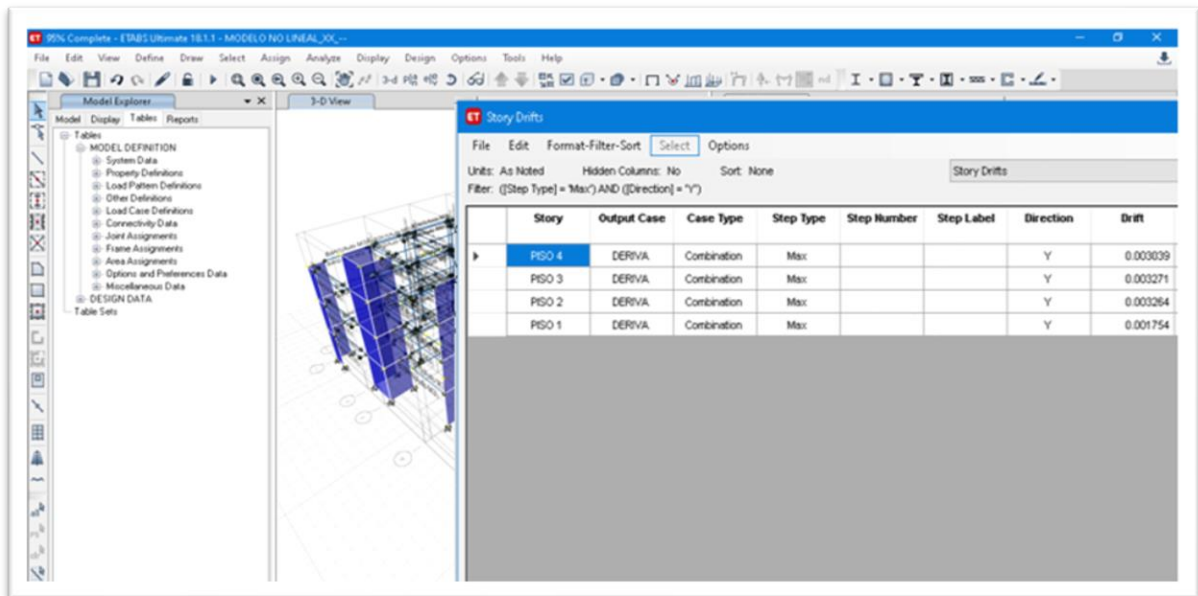 95% Complete - ETABS Ultimate 18.1.1 - MODELO NO LINEAL_XX_--
File Edit View Define Draw Select Assign Analyze Display Design Options Tools Help
Model Explorer
3-D View
Model Display Tables Reports
Tables
MODEL DEFINITION
System Data
Property Definitions
Load Pattern Definitions
Other Definitions
Load Case Definitions
Connectivity Data
Joint Assignments
Frame Assignments
Area Assignments
Options and Preferences Data
Miscellaneous Data
DESIGN DATA
Table Sets
Story Drifts
File Edit Format-Filter-Sort Select Options
Units: As Noted Hidden Columns: No Sort: None Story Drifts
Filter: ([Step Type] = 'Max') AND ([Direction] = 'Y')
Story Output Case Case Type Step Type Step Number Step Label Direction Drift
PISO 4 DERIVA Combination Max Y 0.003039
PISO 3 DERIVA Combination Max Y 0.003271
PISO 2 DERIVA Combination Max Y 0.003264
PISO 1 DERIVA Combination Max Y 0.001754